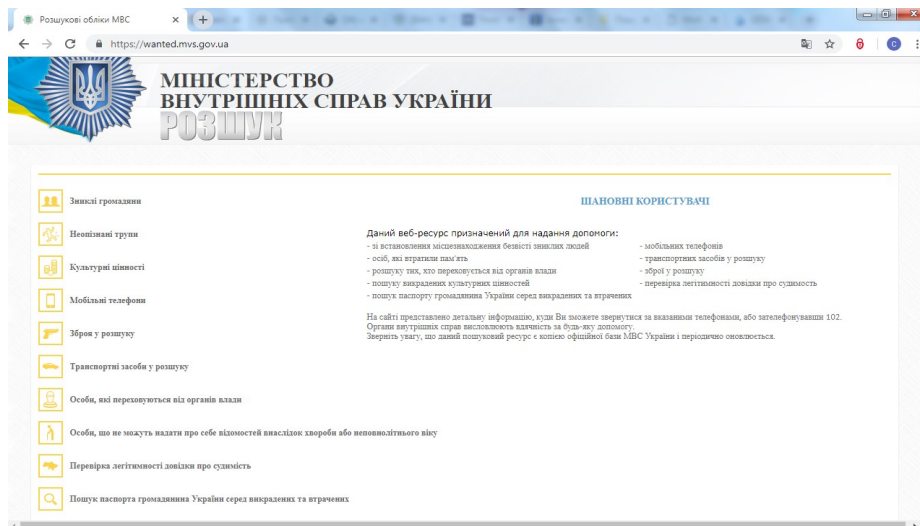 Розшукові обліки МВС
https://wanted.mvs.gov.ua
МІНІСТЕРСТВО
ВНУТРІШНІХ СПРАВ УКРАЇНИ
РОЗШУК
Зниклі громадяни
Неопізнані трупи
Культурні цінності
Мобільні телефони
Зброя у розшуку
Транспортні засоби у розшуку
Особи, які переховуються від органів влади
Особи, що не можуть надати про себе відомостей внаслідок хвороби або неповнолітнього віку
Перевірка легітимності довідки про судимість
Пошук паспорта громадянина України серед викрадених та втрачених
ШАНОВНІ КОРИСТУВАЧІ
Даний веб-ресурс призначений для надання допомоги:
- зі встановлення місцезнаходження безвісті зниклих людей
- осіб, які втратили пам'ять
- розшуку тих, хто переховується від органів влади
- пошуку викрадених культурних цінностей
- пошук паспорту громадянина України серед викрадених та втрачених
- мобільних телефонів
- транспортних засобів у розшуку
- зброї у розшуку
- перевірка легітимності довідки про судимость
На сайті представлено детальну інформацію, куди Ви зможете звернутися за вказаними телефонами, або зателефонувавши 102.
Органи внутрішніх справ висловлюють вдячність за будь-яку допомогу.
Зверніть увагу, що даний пошуковий ресурс є копією офіційної бази МВС України і періодично оновлюється.